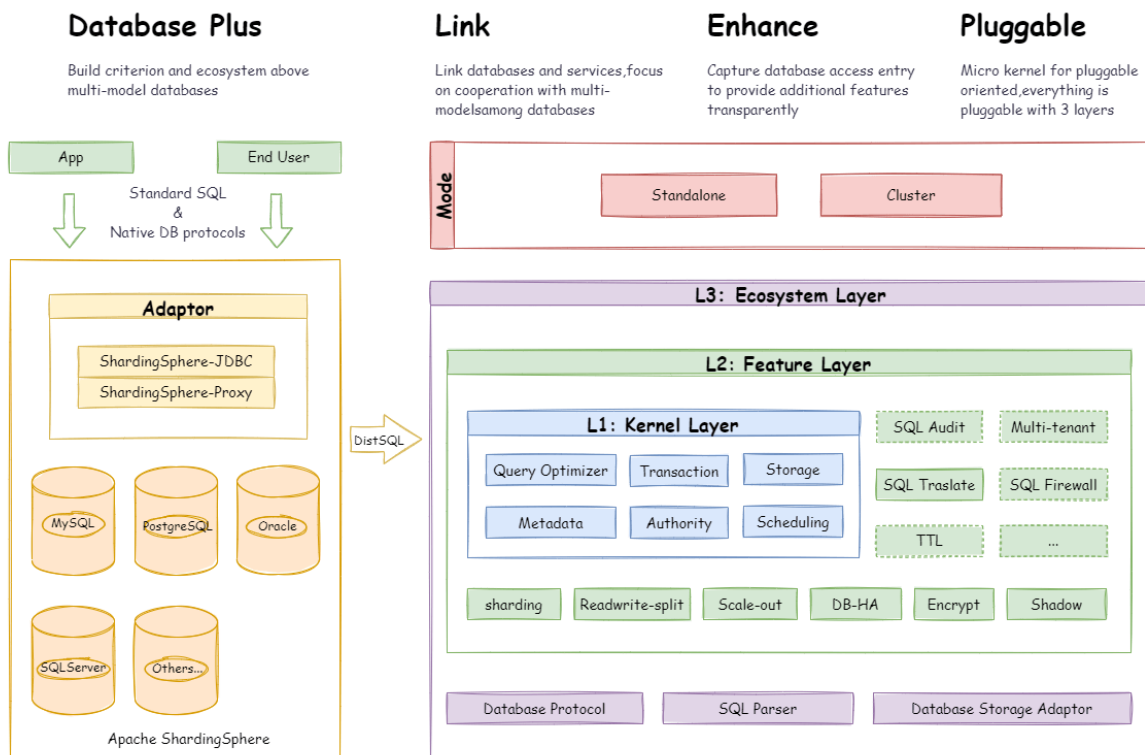 Database Plus
Build criterion and ecosystem above
multi-model databases
Link
Link databases and services,focus
on cooperation with multi-
modelsamong databases
Enhance
Capture database access entry
to provide additional features
transparently
Pluggable
Micro kernel for pluggable
oriented,everything is
pluggable with 3 layers
App
End User
Standard SQL
&
Native DB protocols
Adaptor
ShardingSphere-JDBC
ShardingSphere-Proxy
MySQL
PostgreSQL
Oracle
SQLServer
Others...
Apache ShardingSphere
DistSQL
Mode
Standalone
Cluster
L3: Ecosystem Layer
L2: Feature Layer
L1: Kernel Layer
Query Optimizer
Transaction
Storage
Metadata
Authority
Scheduling
SQL Audit
Multi-tenant
SQL Traslate
SQL Firewall
TTL
...
sharding
Readwrite-split
Scale-out
DB-HA
Encrypt
Shadow
Database Protocol
SQL Parser
Database Storage Adaptor